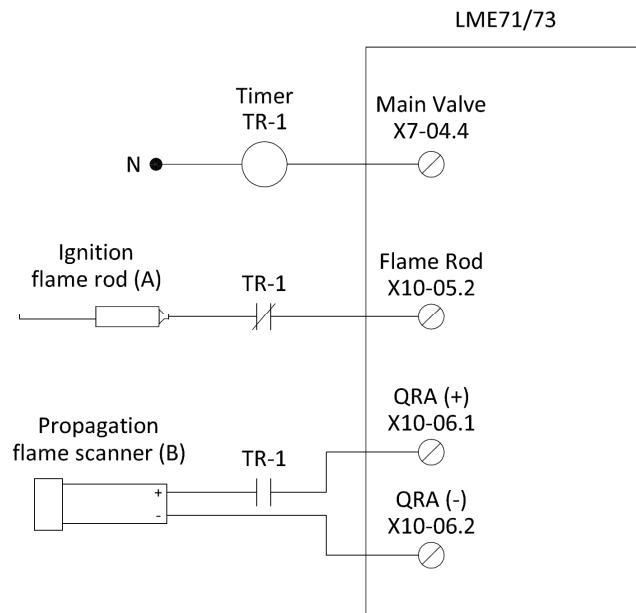 LME71/73
Timer
TR-1
Main Valve
X7-04.4
N
Ignition
flame rod (A)
TR-1
Flame Rod
X10-05.2
Propagation
flame scanner (B)
TR-1
QRA (+)
X10-06.1
+
-
QRA (-)
X10-06.2